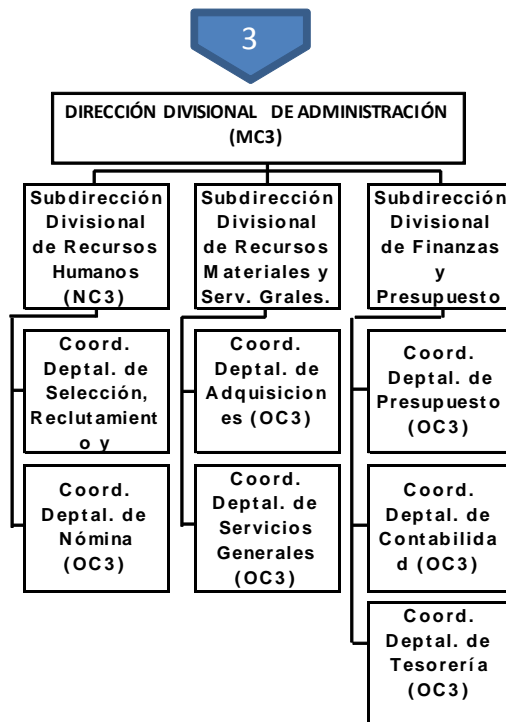 3
DIRECCIÓN DIVISIONAL DE ADMINISTRACIÓN
(MC3)
Subdirección
Divisional
de Recursos
Humanos
(NC3)
Subdirección
Divisional
de Recursos
Materiales y
Serv. Grales.
Subdirección
Divisional
de Finanzas
y
Presupuesto
Coord.
Deptal. de
Selección,
Reclutamient
o y
Coord.
Deptal. de
Adquisicion
es (OC3)
Coord.
Deptal. de
Presupuesto
(OC3)
Coord.
Deptal. de
Nómina
(OC3)
Coord.
Deptal. de
Servicios
Generales
(OC3)
Coord.
Deptal. de
Contabilida
d (OC3)
Coord.
Deptal. de
Tesorería
(OC3)